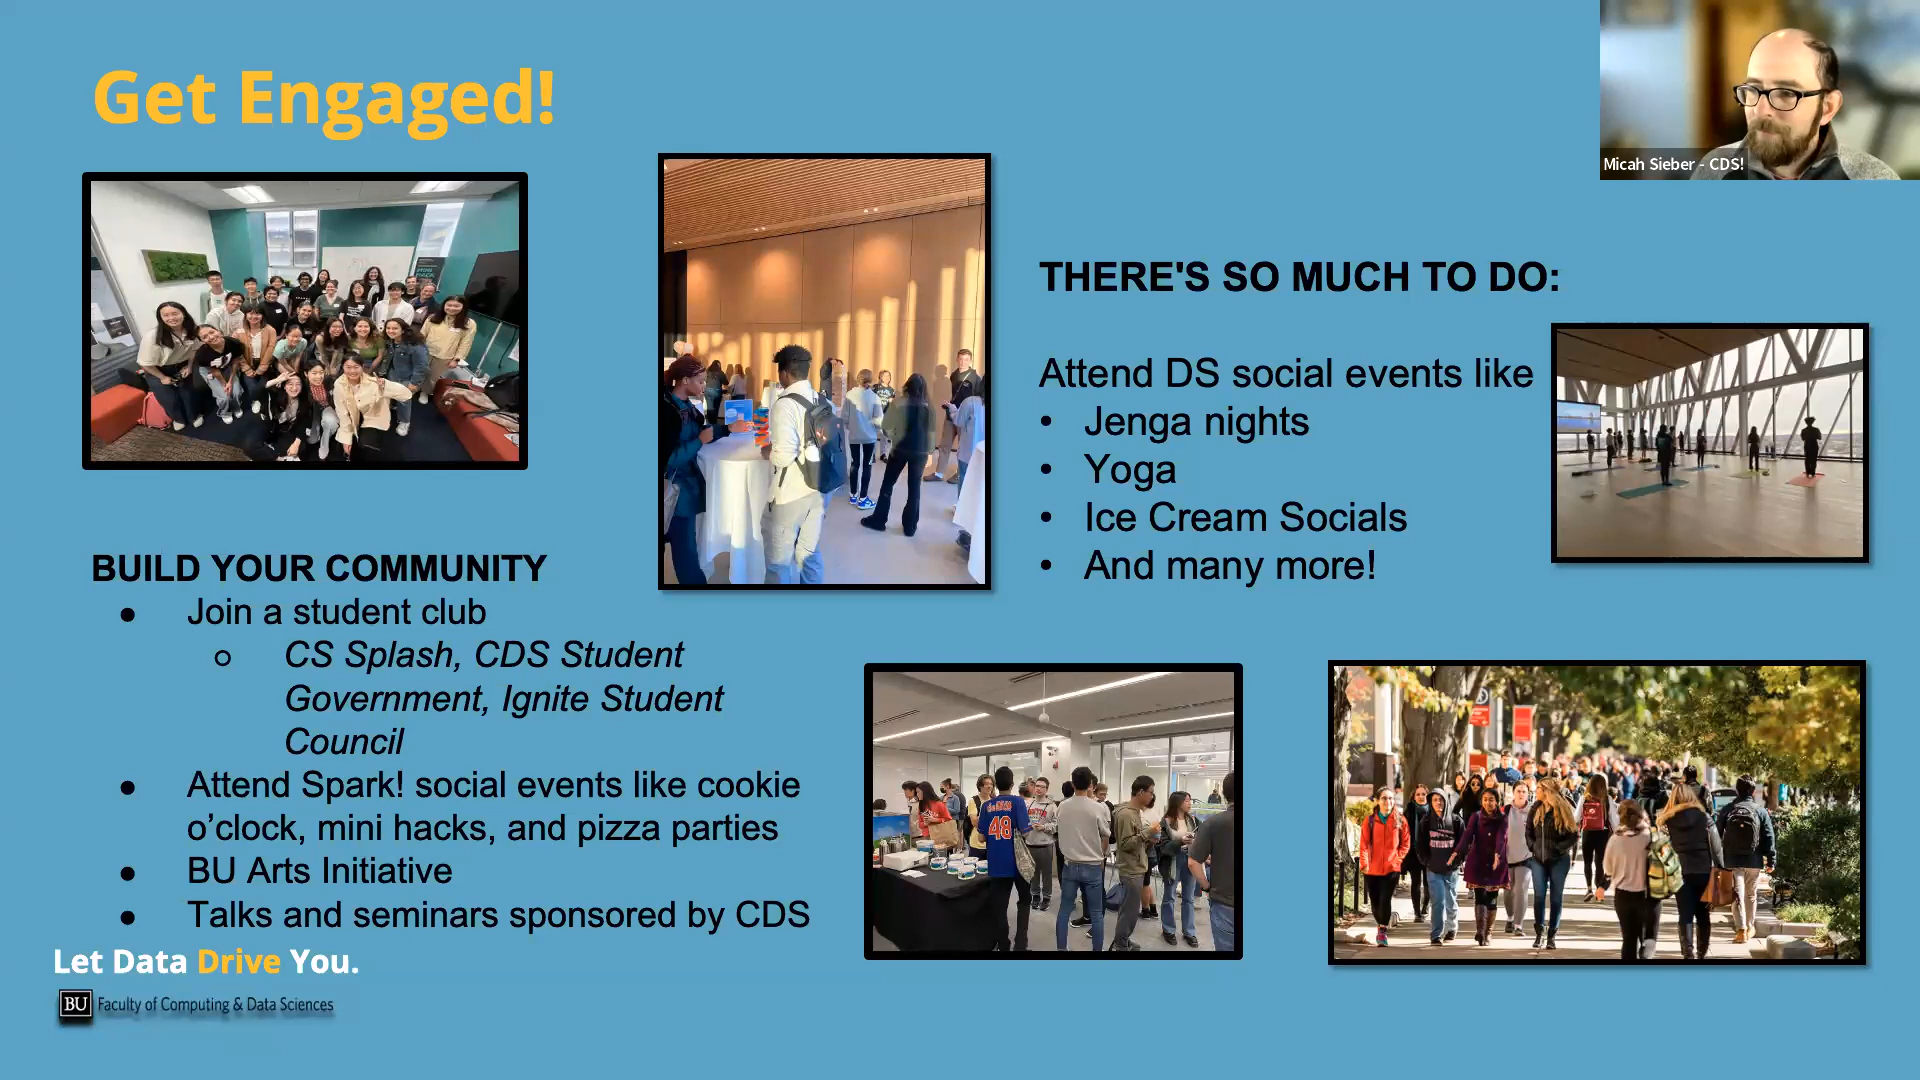 Get Engaged!
Micah Sieber - CDS!
THERE'S SO MUCH TO DO:
Attend DS social events like
• Jenga nights
• Yoga
• Ice Cream Socials
• And many more!
BUILD YOUR COMMUNITY
● Join a student club
○ CS Splash, CDS Student
Government, Ignite Student
Council
● Attend Spark! social events like cookie
o’clock, mini hacks, and pizza parties
● BU Arts Initiative
● Talks and seminars sponsored by CDS
48
Let Data Drive You.
BU Faculty of Computing & Data Sciences